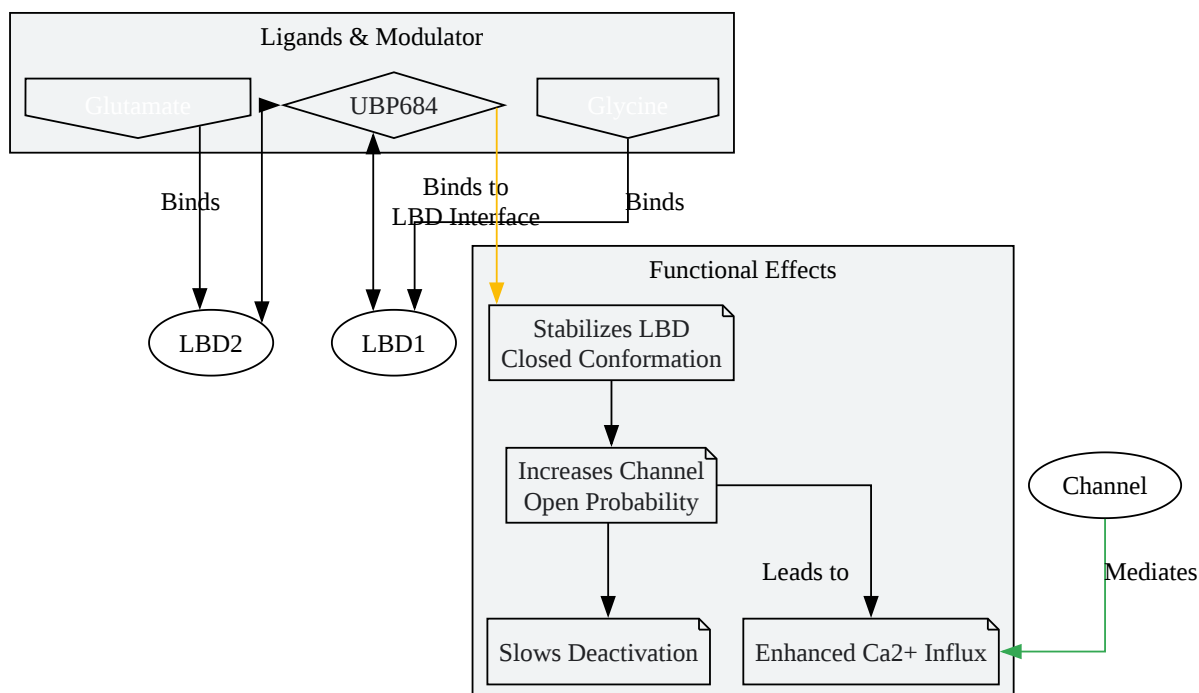 Ligands & Modulator
Glutamate
UBP684
Glycine
Binds
Binds to
LBD Interface
Binds
Functional Effects
LBD2
LBD1
Stabilizes LBD
Closed Conformation
Increases Channel
Open Probability
Channel
Leads to
Mediates
Slows Deactivation
Enhanced Ca2+ Influx